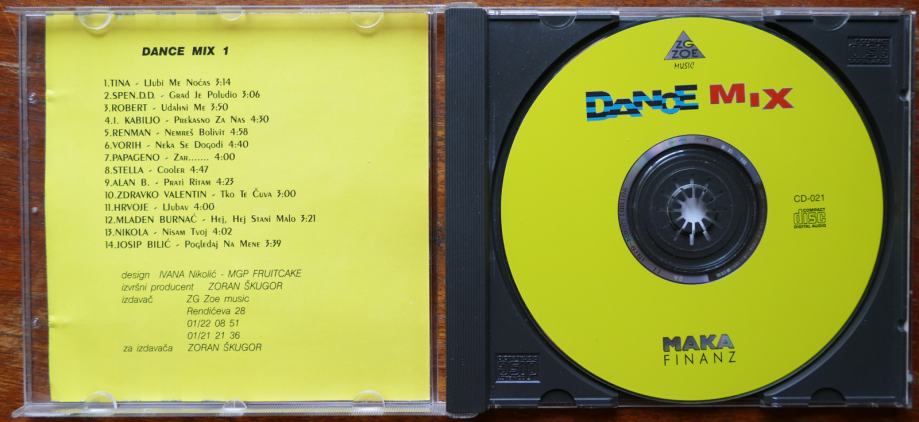 DANCE MIX 1
1.TINA - Ljubi Me Noćas 3:14
2.SPEN.D.D. - Grad Je Poludio 3:06
3.ROBERT - Udahni Me 3:50
4.I. KABILJO - Prekasno Za Nas 4:30
5.RENMAN - Nemreš Bolivit 4:58
6.VORIH - Neka Se Dogodi 4:40
7.PAPAGENO - Zar....... 4:00
8.STELLA - Cooler 4:47
9.ALAN B. - Prati Ritam 4:23
10.ZDRAVKO VALENTIN - Tko Te Čuva 3:00
11.HRVOJE - Ljubav 4:00
12.MLADEN BURNAĆ - Hej, Hej Stani Malo 3:21
13.NIKOLA - Nisam Tvoj 4:02
14.JOSIP BILIĆ - Pogledaj Na Mene 3:39
design IVANA Nikolić - MGP FRUITCAKE
izvršni producent ZORAN ŠKUGOR
izdavač ZG Zoe music
Rendićeva 28
01/22 08 51
01/21 21 36
za izdavača ZORAN ŠKUGOR
ZG
ZOE
MUSIC
DANCE MIX
CD-021
COMPACT
disc
DIGITAL AUDIO
MAKA
FINANZ